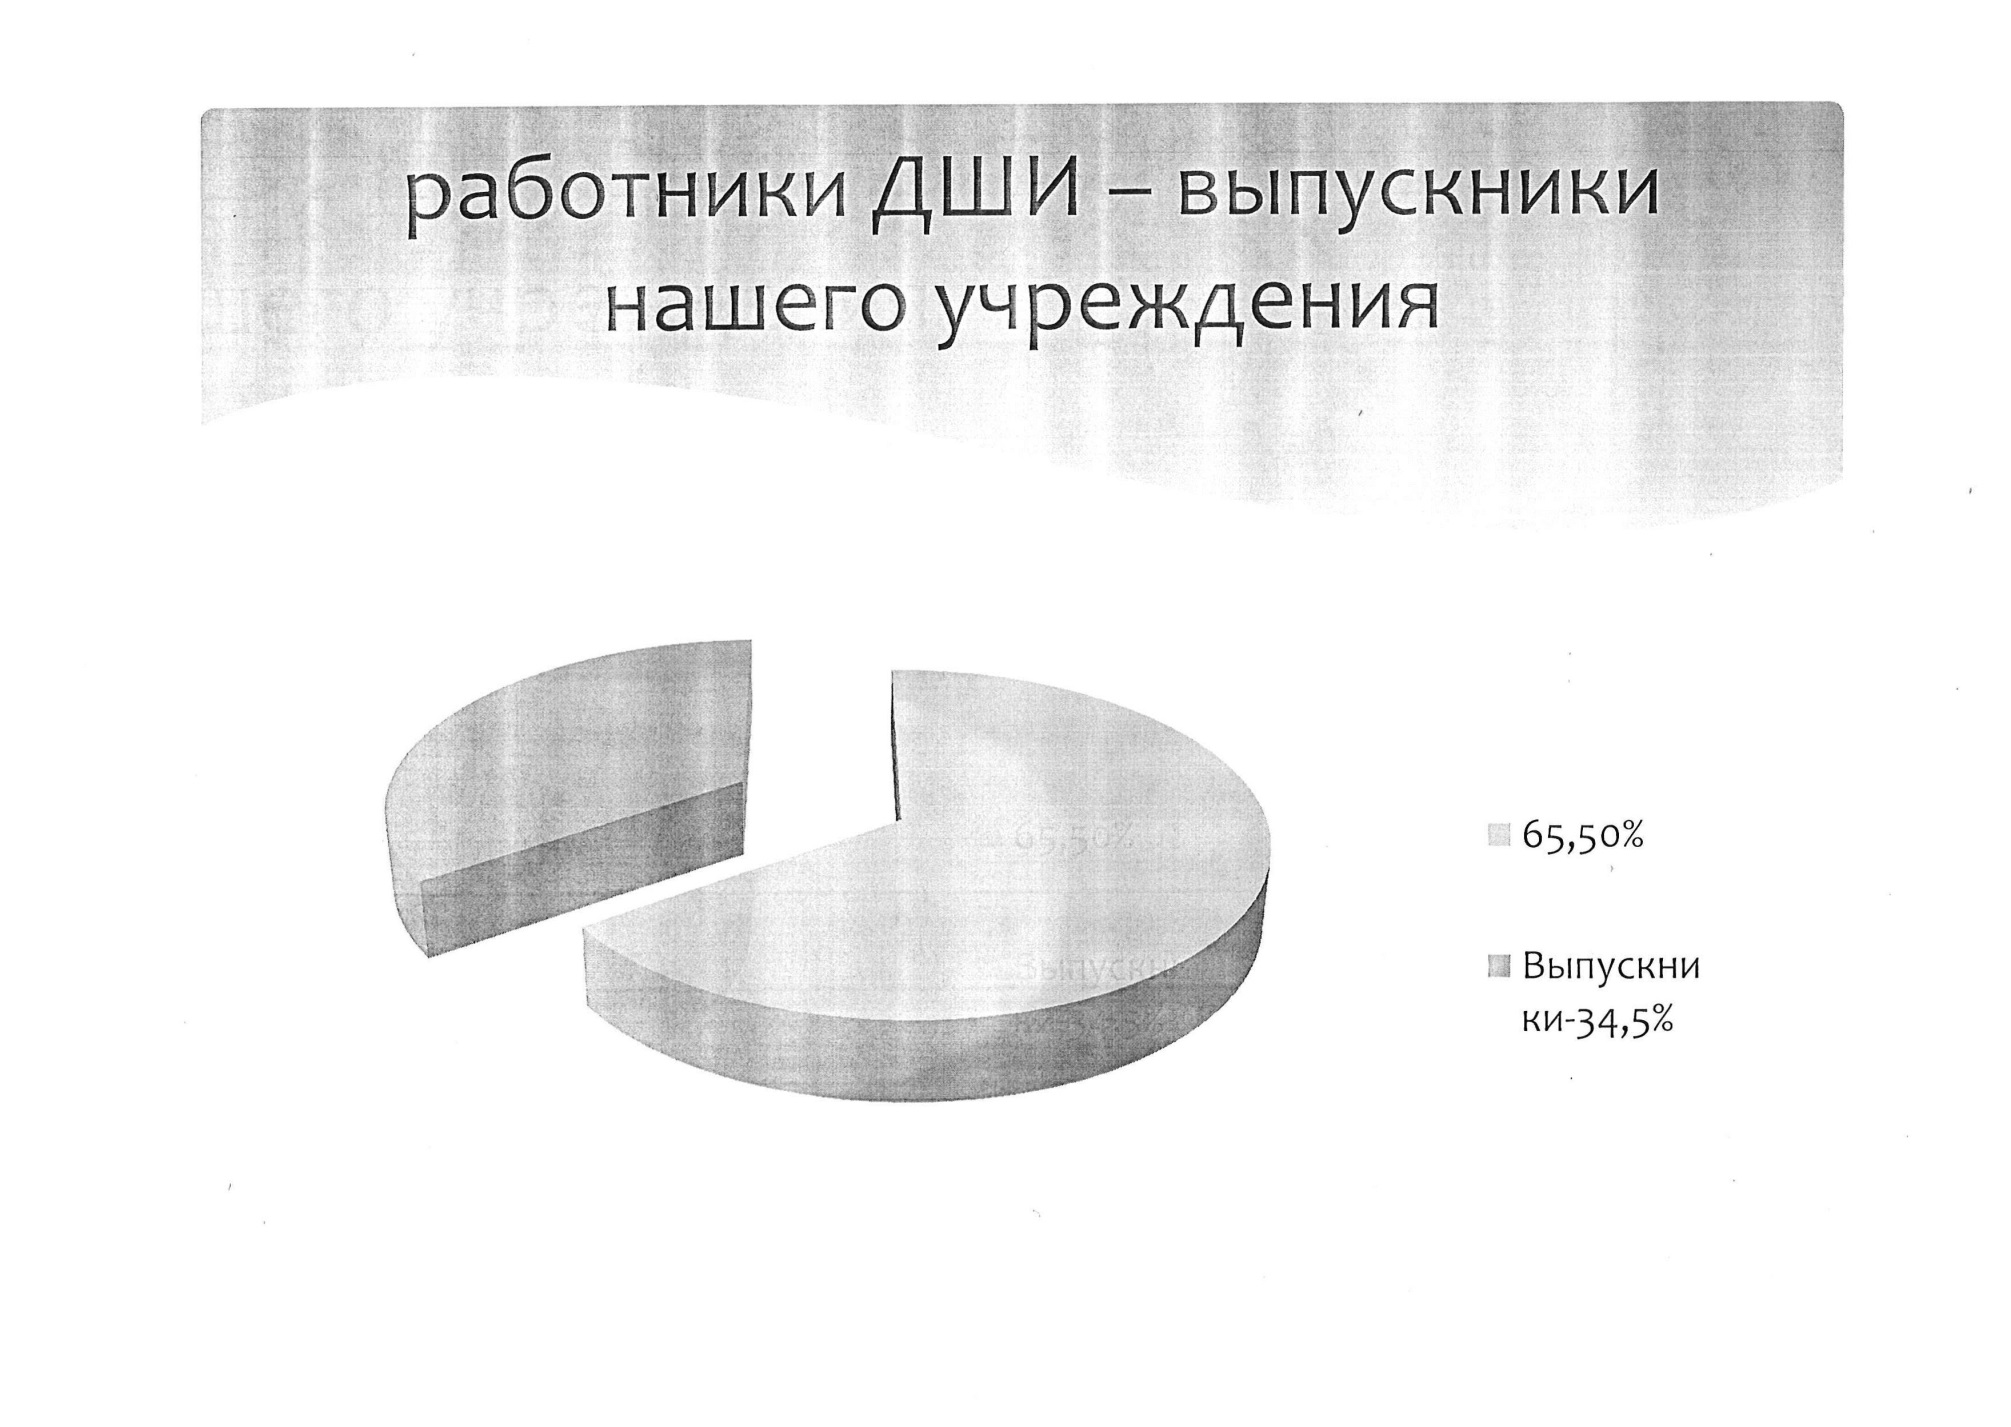 работники ДШИ – выпускники
нашего учреждения
65,50%
Выпускни
ки-34,5%